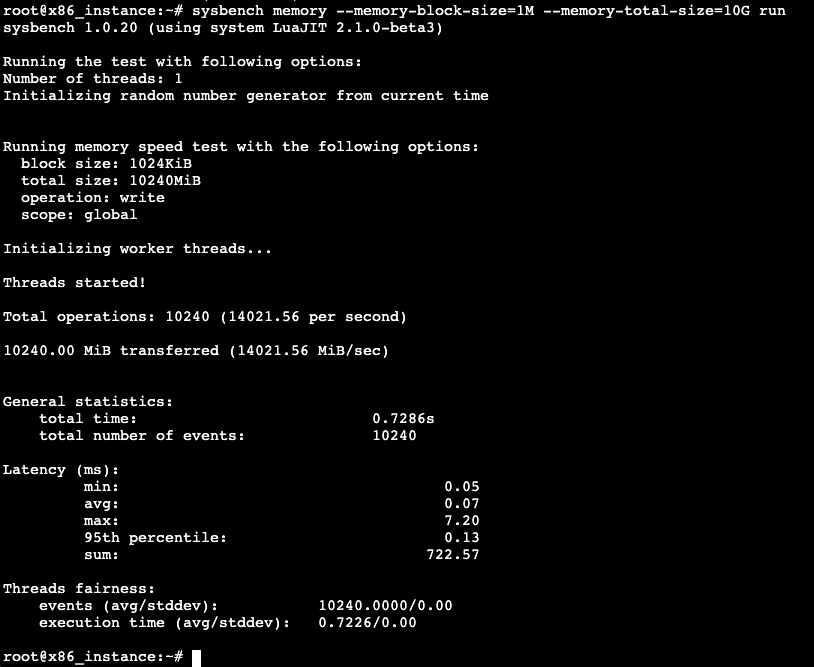 root@x86_instance:~# sysbench memory --memory-block-size=1M --memory-total-size=10G run
sysbench 1.0.20 (using system LuaJIT 2.1.0-beta3)
Running the test with following options:
Number of threads: 1
Initializing random number generator from current time
Running memory speed test with the following options:
block size: 1024KiB
total size: 10240MiB
operation: write
scope: global
Initializing worker threads...
Threads started!
Total operations: 10240 (14021.56 per second)
10240.00 MiB transferred (14021.56 MiB/sec)
General statistics:
total time: 0.7286s
total number of events: 10240
Latency (ms):
min: 0.05
avg: 0.07
max: 7.20
95th percentile: 0.13
sum: 722.57
Threads fairness:
events (avg/stddev): 10240.0000/0.00
execution time (avg/stddev): 0.7226/0.00
root@x86_instance:~#